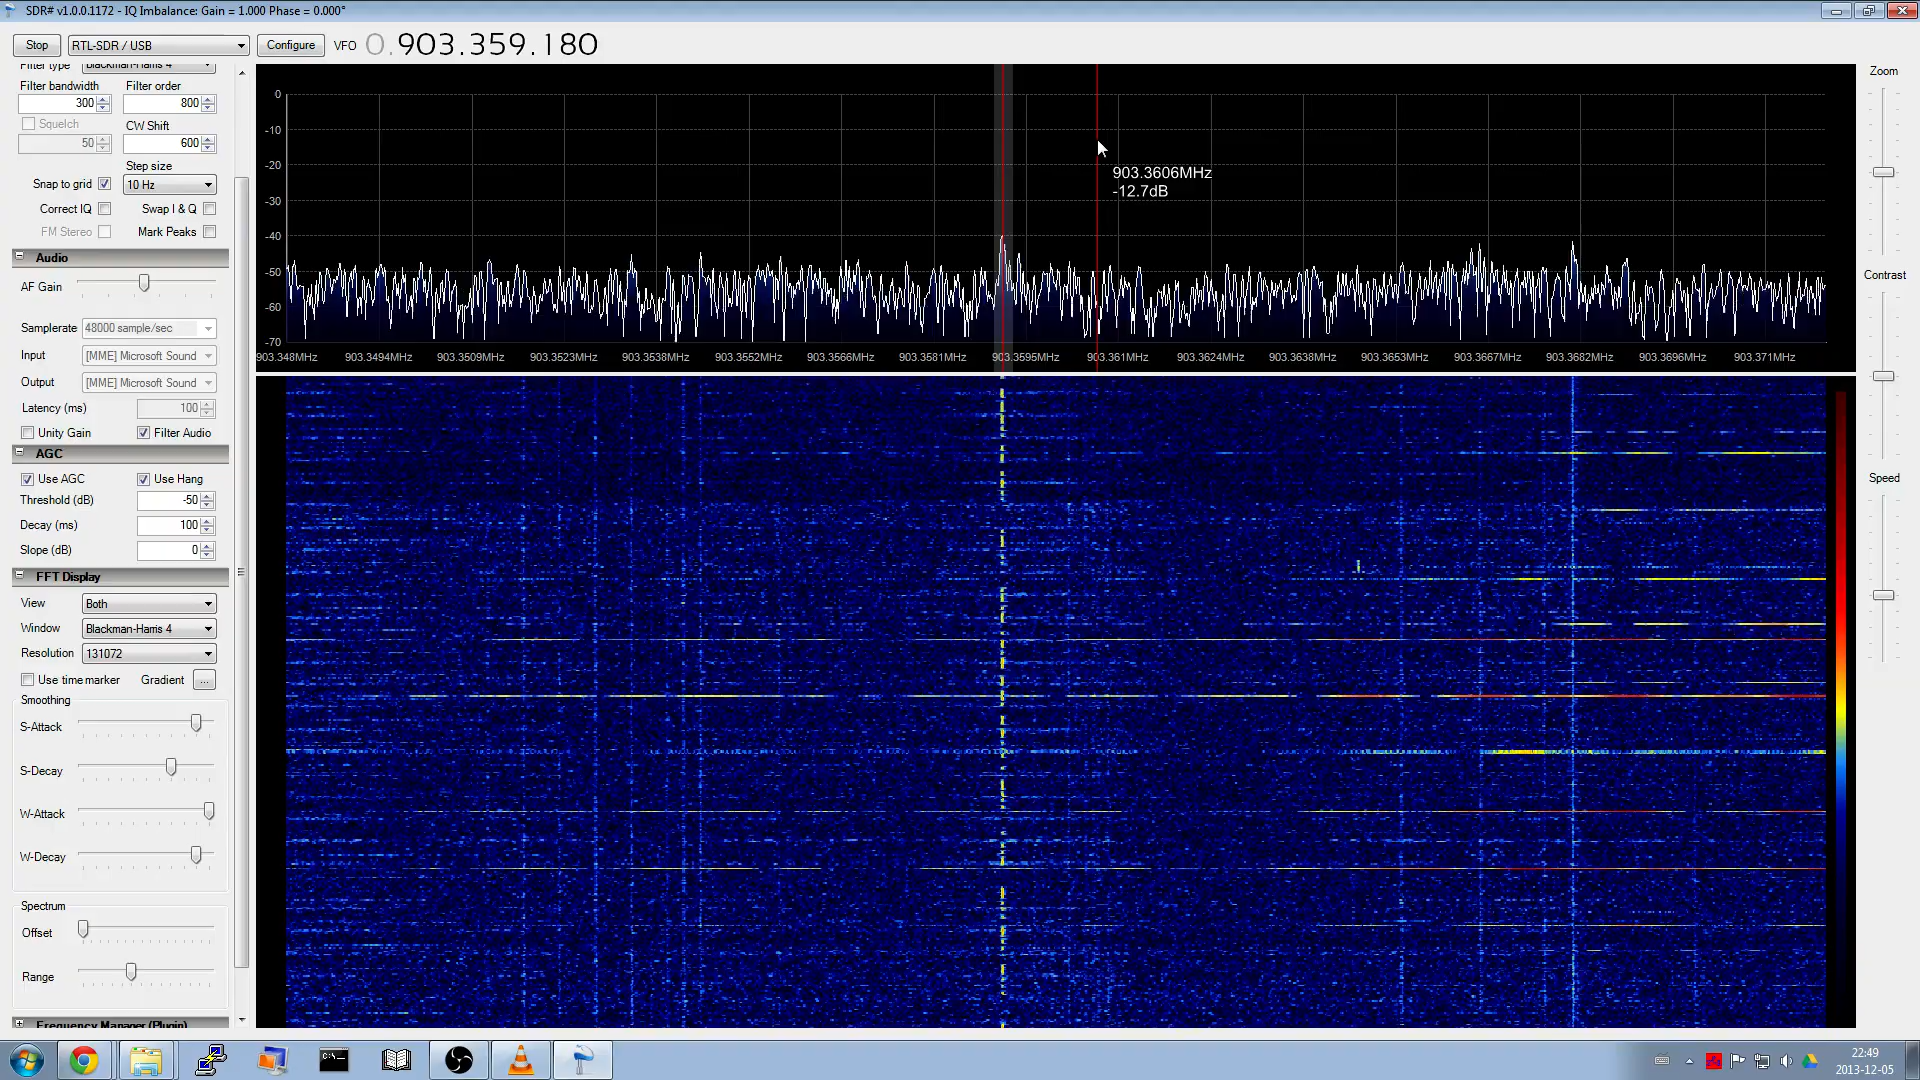 SDR# v1.0.0.1172 - IQ Imbalance: Gain = 1.000 Phase = 0.000°
Stop
RTL-SDR / USB
Configure
VFO
0.903.359.180
Filter type
Blackman-Harris 4
Filter bandwidth
Filter order
300
800
Squelch
CW Shift
50
600
Step size
Snap to grid
10 Hz
Correct IQ
Swap I & Q
FM Stereo
Mark Peaks
Audio
AF Gain
Samplerate
48000 sample/sec
Input
[MME] Microsoft Sound
Output
[MME] Microsoft Sound
Latency (ms)
100
Unity Gain
Filter Audio
AGC
Use AGC
Use Hang
Threshold (dB)
-50
Decay (ms)
100
Slope (dB)
0
FFT Display
View
Both
Window
Blackman-Harris 4
Resolution
131072
Use time marker
Gradient
...
Smoothing
S-Attack
S-Decay
W-Attack
W-Decay
Spectrum
Offset
Range
Frequency Manager (Plugin)
0
-10
-20
-30
-40
-50
-60
-70
903.3606MHz
-12.7dB
903.348MHz
903.3494MHz
903.3509MHz
903.3523MHz
903.3538MHz
903.3552MHz
903.3566MHz
903.3581MHz
903.3595MHz
903.361MHz
903.3624MHz
903.3638MHz
903.3653MHz
903.3667MHz
903.3682MHz
903.3696MHz
903.371MHz
Zoom
Contrast
Speed
C:\
22:49
2013-12-05